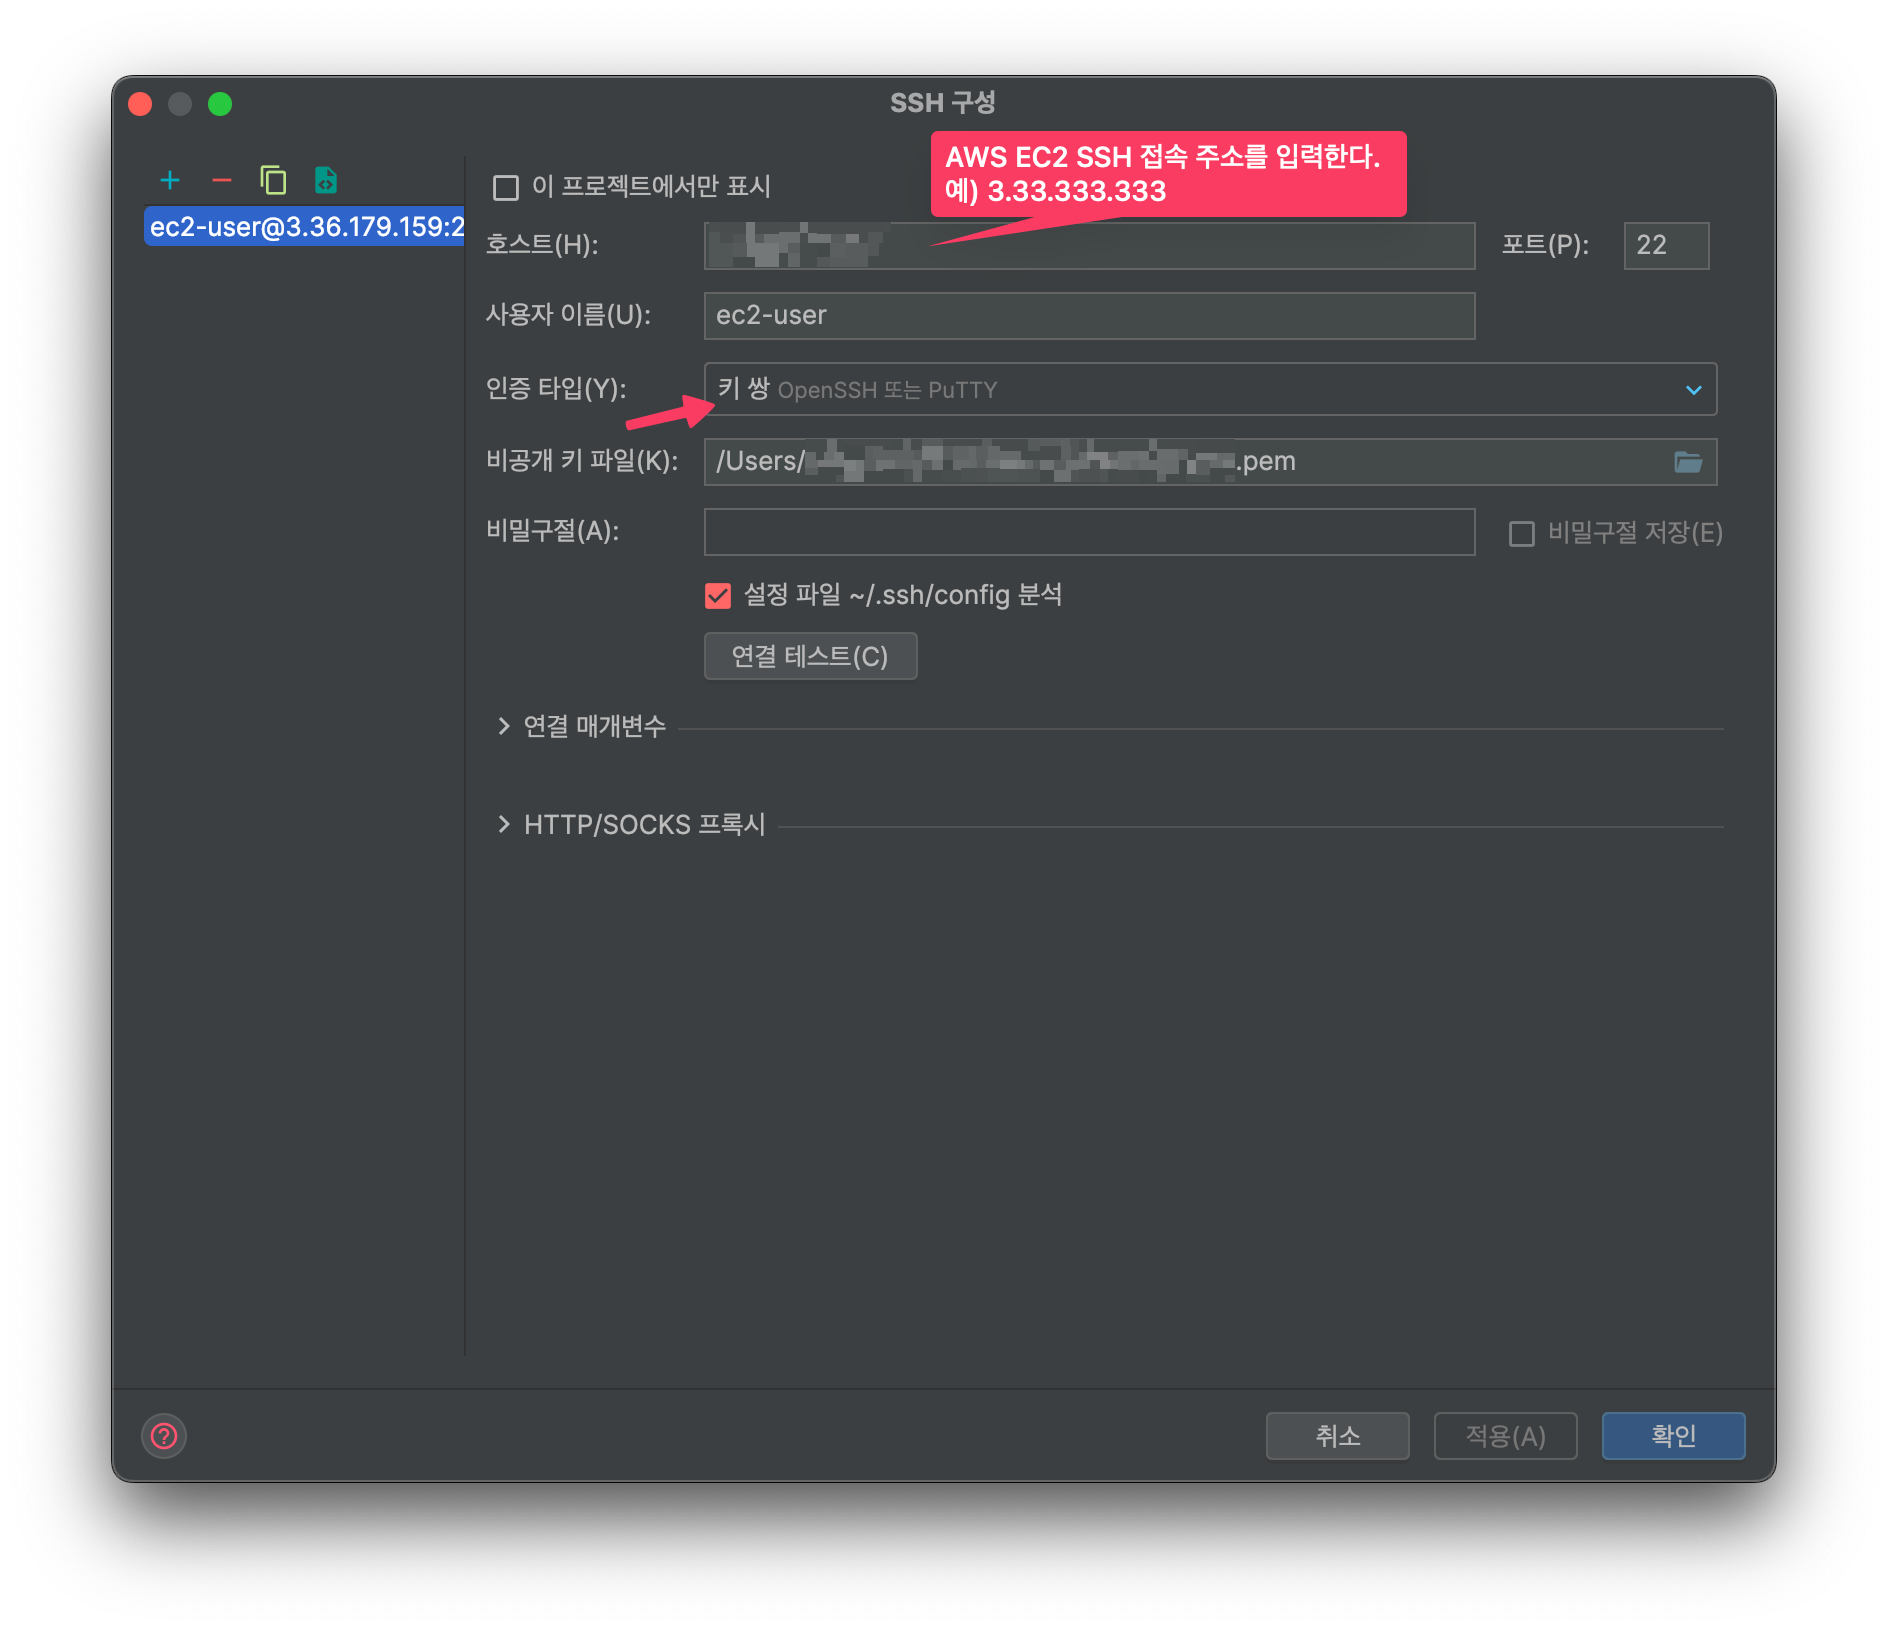 SSH 구성
AWS EC2 SSH 접속 주소를 입력한다.
예) 3.33.333.333
ec2-user@3.36.179.159:2
이 프로젝트에서만 표시
호스트(H):
포트(P): 22
사용자 이름(U): ec2-user
인증 타입(Y): 키 쌍 OpenSSH 또는 PuTTY
비공개 키 파일(K): /Users/ .pem
비밀구절(A):
비밀구절 저장(E)
설정 파일 ~/.ssh/config 분석
연결 테스트(C)
연결 매개변수
HTTP/SOCKS 프록시
?
취소 적용(A) 확인